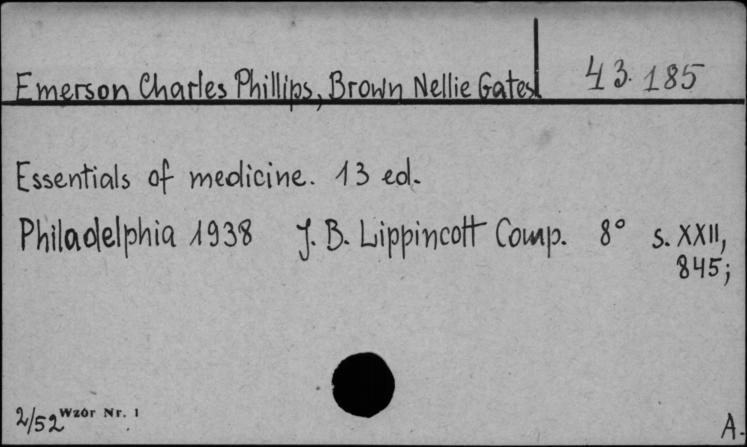 Emerson Charles Phillips, Brown Nellie Gates 43.185
Essentials of medicine. 13 ed.
Philadelphia 1938 J. B. Lippincott Comp. 8° s. XXII,
845;
2/52 Wzór Nr. 1
A.